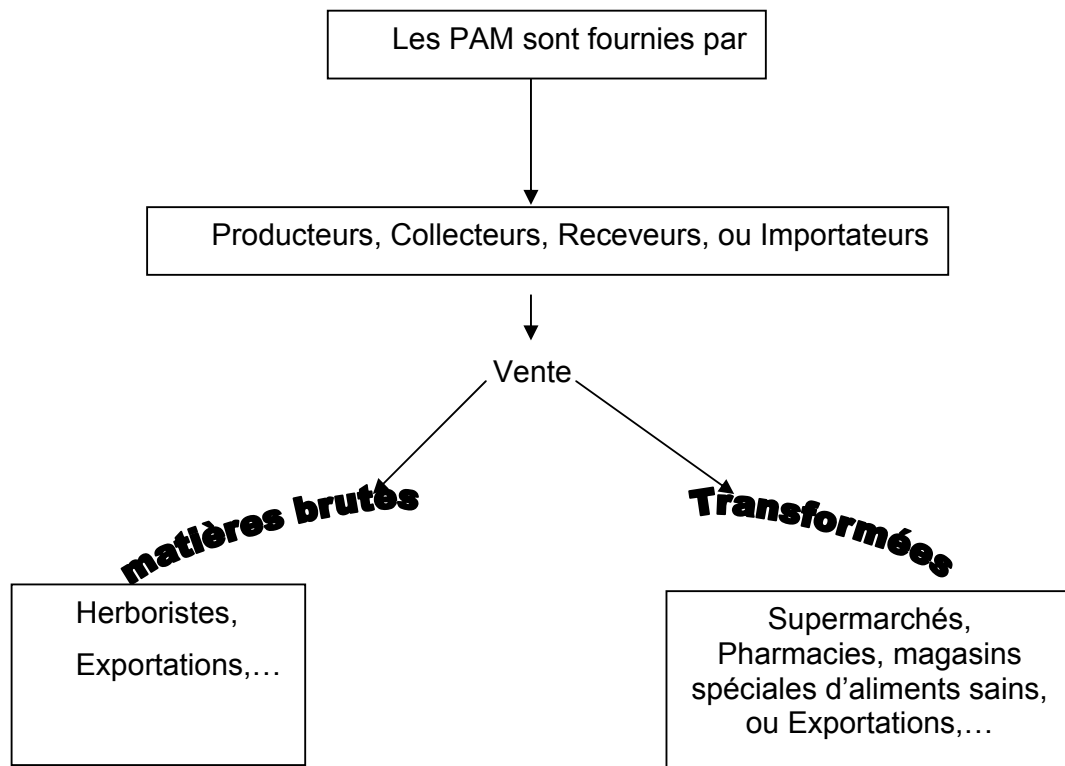 Les PAM sont fournies par
Producteurs, Collecteurs, Receveurs, ou Importateurs
Vente
matières brutes
Transformées
Herboristes,
Exportations,…
Supermarchés,
Pharmacies, magasins
spéciales d’aliments sains,
ou Exportations,…